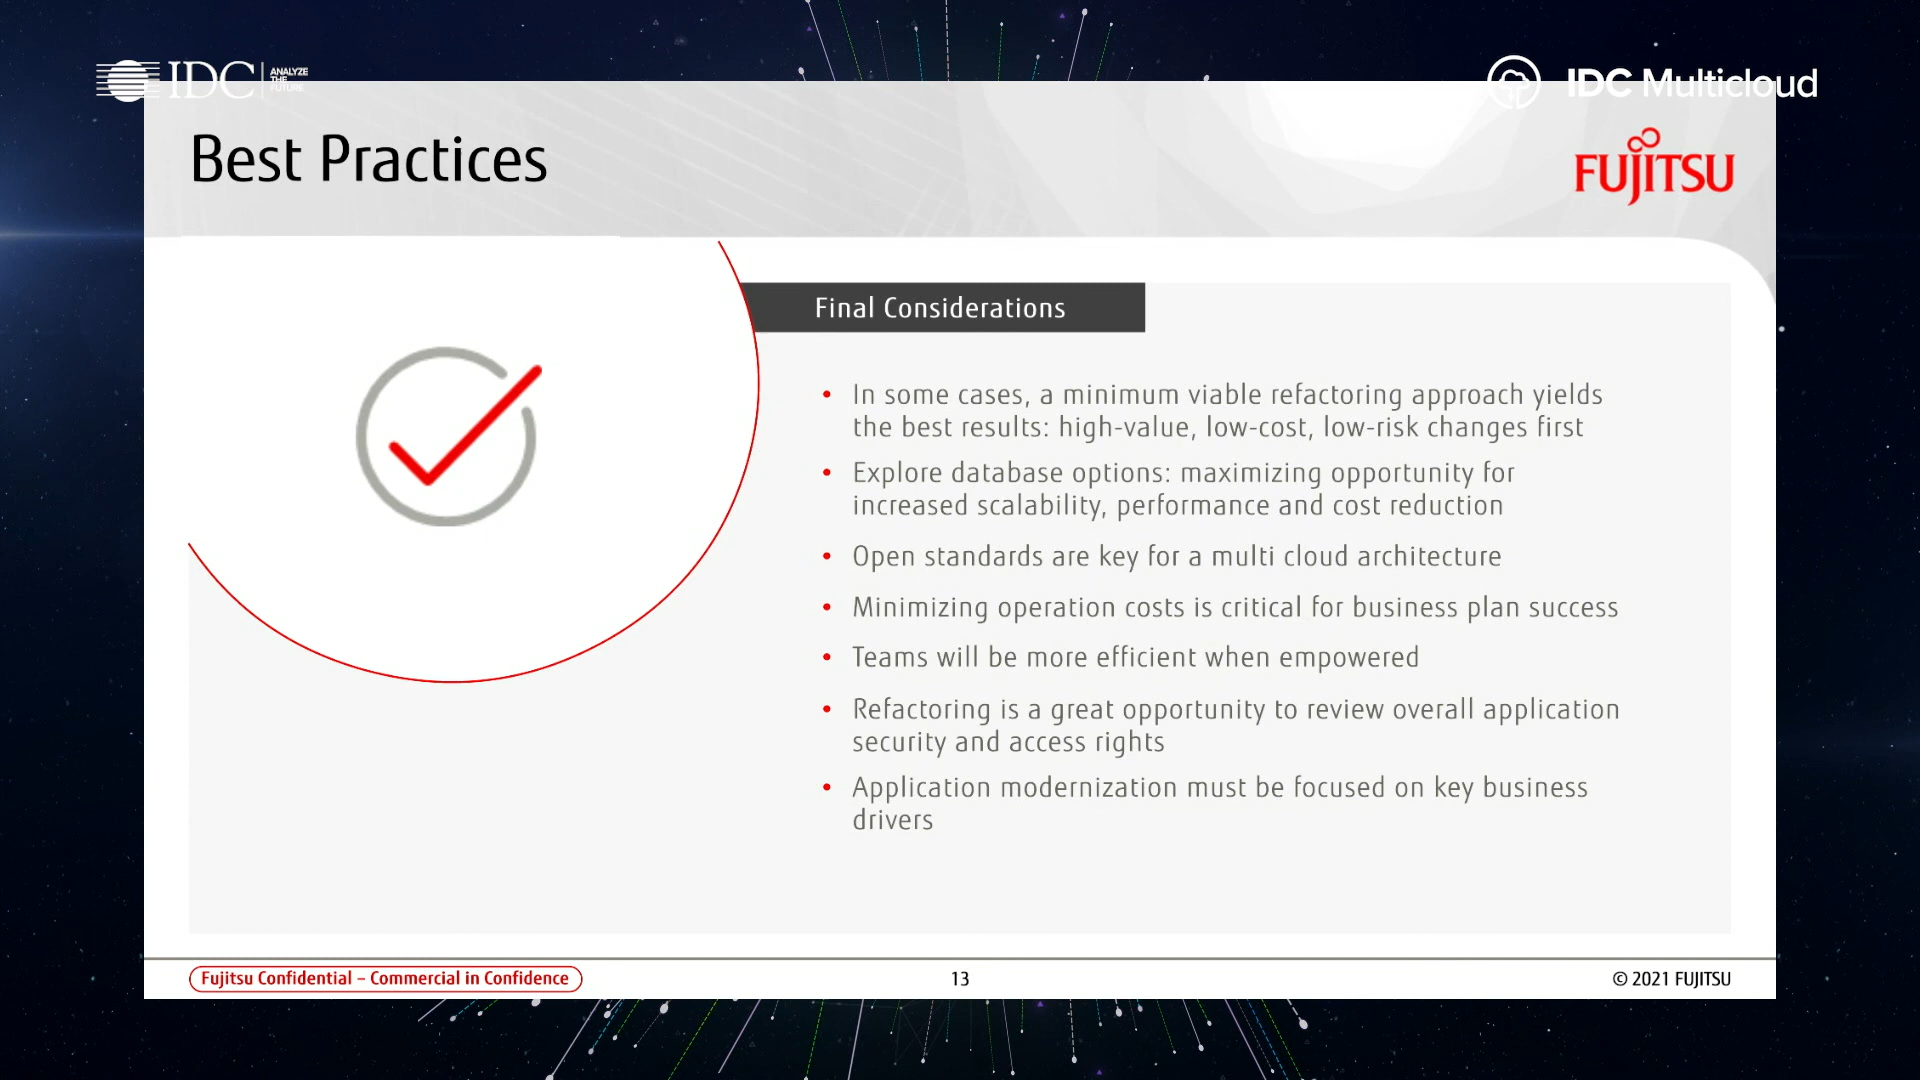 IDC ANALYZE THE FUTURE
IDC Multicloud
Best Practices
FUJITSU
Final Considerations
• In some cases, a minimum viable refactoring approach yields
the best results: high-value, low-cost, low-risk changes first
• Explore database options: maximizing opportunity for
increased scalability, performance and cost reduction
• Open standards are key for a multi cloud architecture
• Minimizing operation costs is critical for business plan success
• Teams will be more efficient when empowered
• Refactoring is a great opportunity to review overall application
security and access rights
• Application modernization must be focused on key business
drivers
Fujitsu Confidential – Commercial in Confidence
13
© 2021 FUJITSU